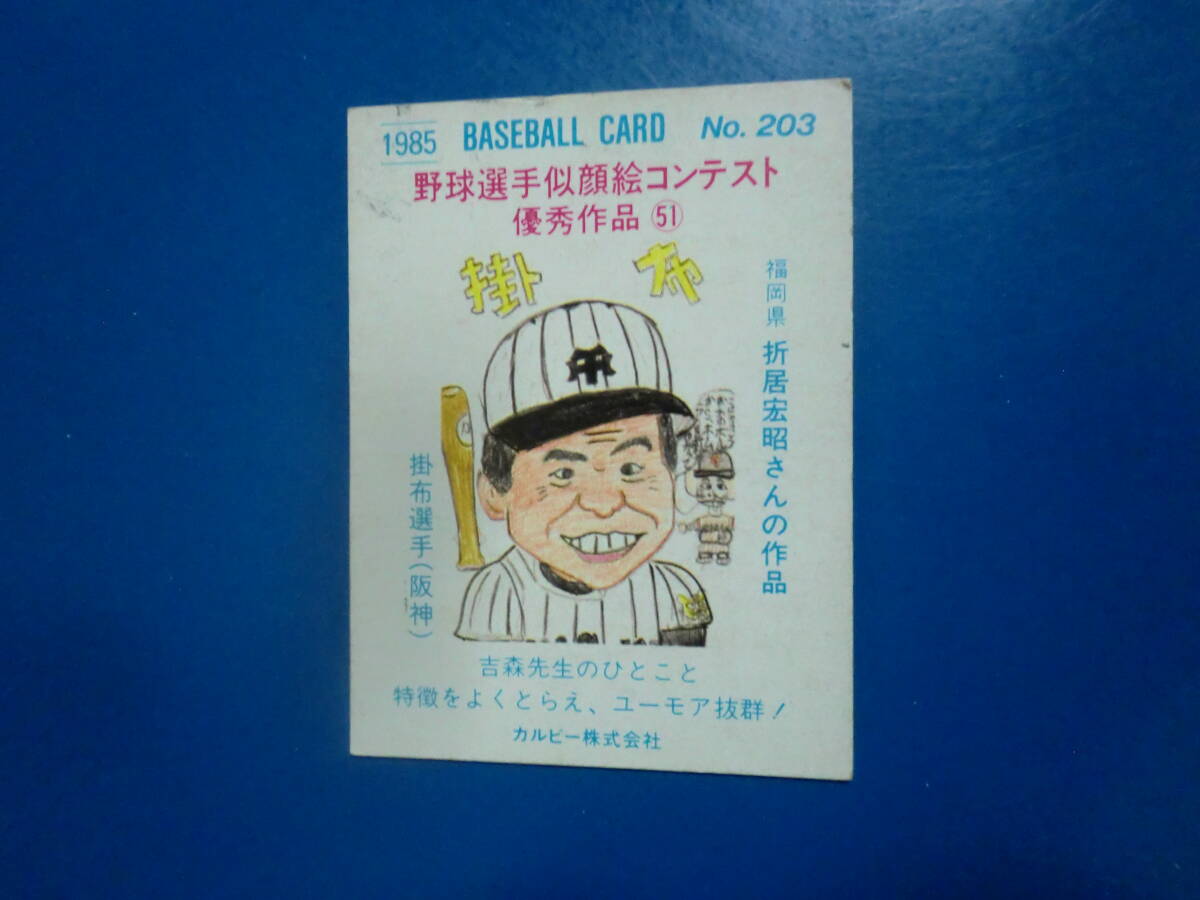 1985 BASEBALL CARD No. 203
野球選手似顔絵コンテスト
優秀作品 51
掛布
福岡県 折居宏昭さんの作品
掛布選手(阪神)
吉森先生のひとこと
特徴をよくとらえ、ユーモア抜群!
カルビー株式会社